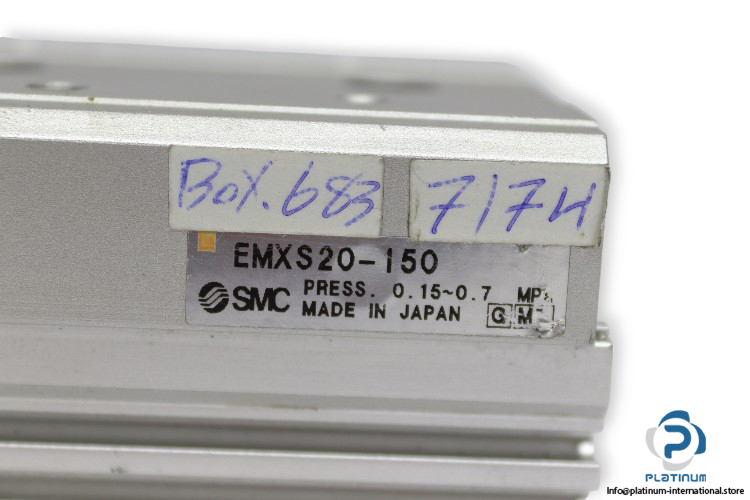 BOX.683
7174
EMXS20-150
SMC PRESS. 0.15~0.7 MPa
MADE IN JAPAN G
PLATINUM
Info@platinum-international.store